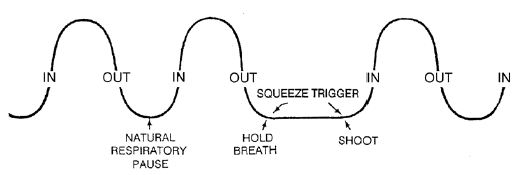 IN OUT IN OUT IN OUT IN
SQUEEZE TRIGGER
NATURAL
RESPIRATORY
PAUSE
HOLD
BREATH
SHOOT